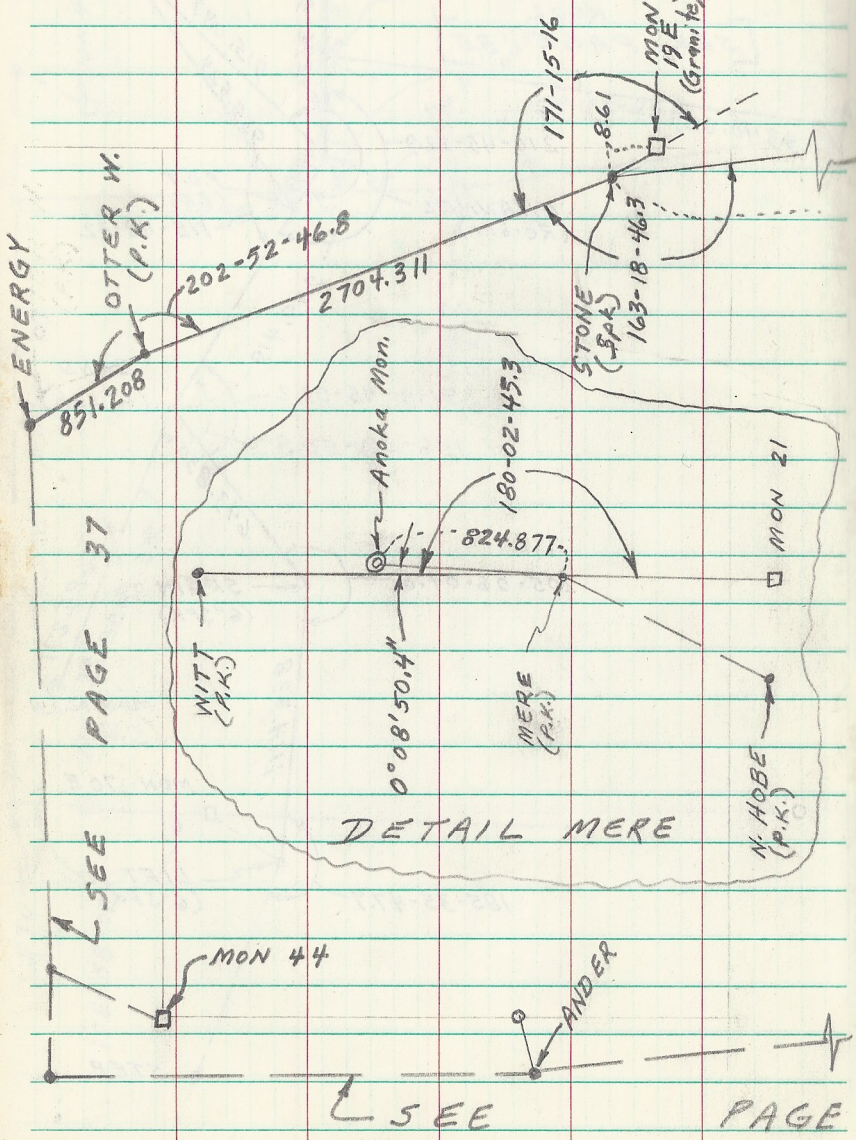 ENERGY
OTTER W.
(P.K.)
202-52-46.8
2704.311
851.208
171-15-16
8.61
MON
19 E
(Granite)
STONE
(Spk)
163-18-46.3
SEE PAGE 37
WITT
(P.K.)
Anoka Mon.
180-02-45.3
824.877
0°08'50.4"
MERE
(P.K.)
MON 21
N. HOBE
(P.K.)
DETAIL MERE
MON 44
ANDER
SEE PAGE